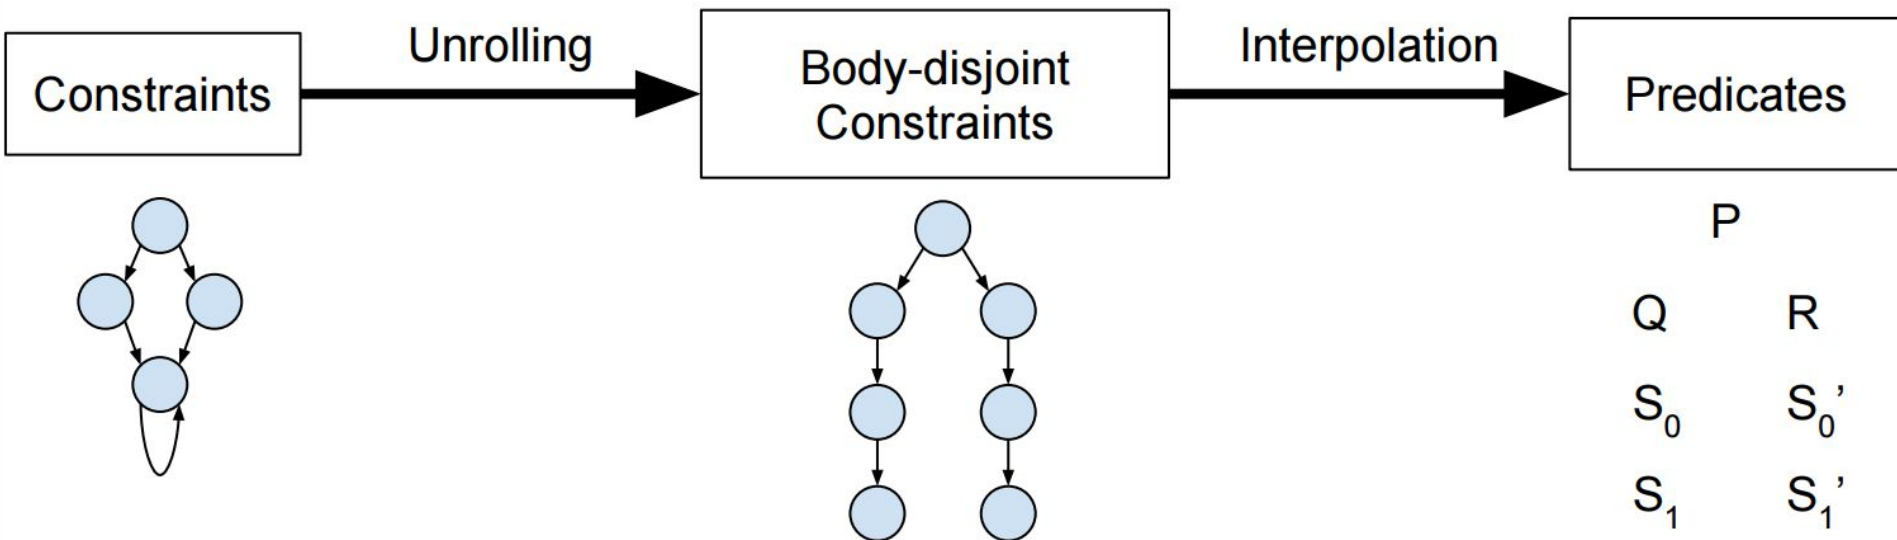 Constraints
Unrolling
Body-disjoint
Constraints
Interpolation
Predicates
P
Q R
S₀ S₀’
S₁ S₁’